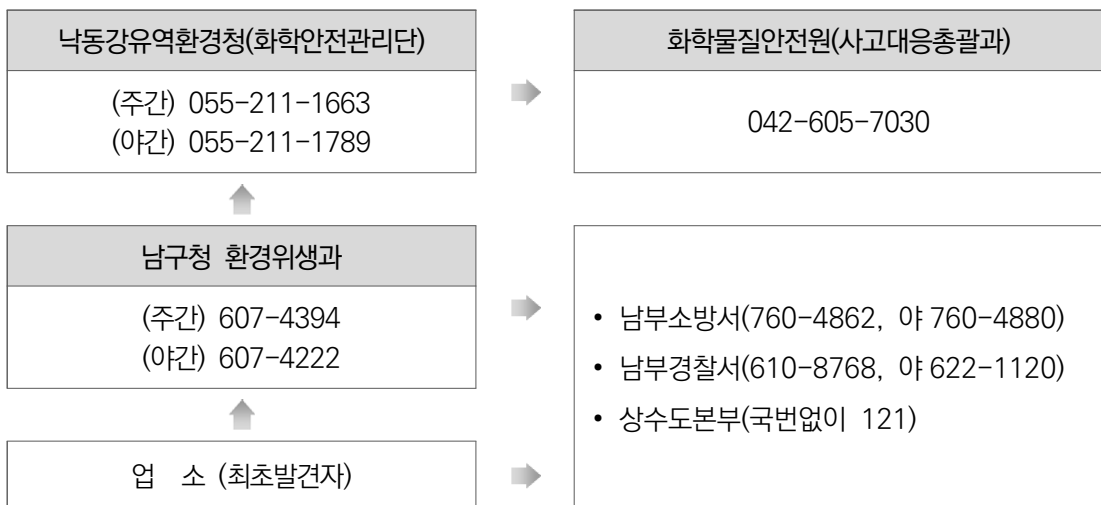 낙동강유역환경청(화학안전관리단)
(주간) 055-211-1663
(야간) 055-211-1789
화학물질안전원(사고대응총괄과)
042-605-7030
남구청 환경위생과
(주간) 607-4394
(야간) 607-4222
• 남부소방서(760-4862, 야 760-4880)
• 남부경찰서(610-8768, 야 622-1120)
• 상수도본부(국번없이 121)
업 소 (최초발견자)